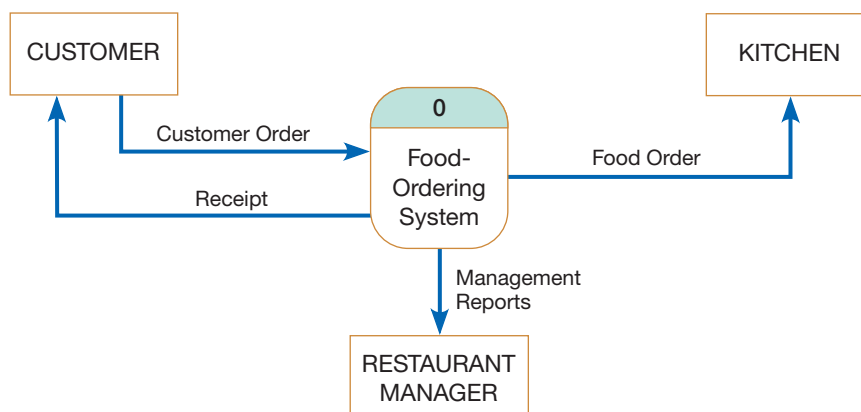 CUSTOMER
KITCHEN
0
Customer Order
Food-
Ordering
System
Food Order
Receipt
Management
Reports
RESTAURANT
MANAGER